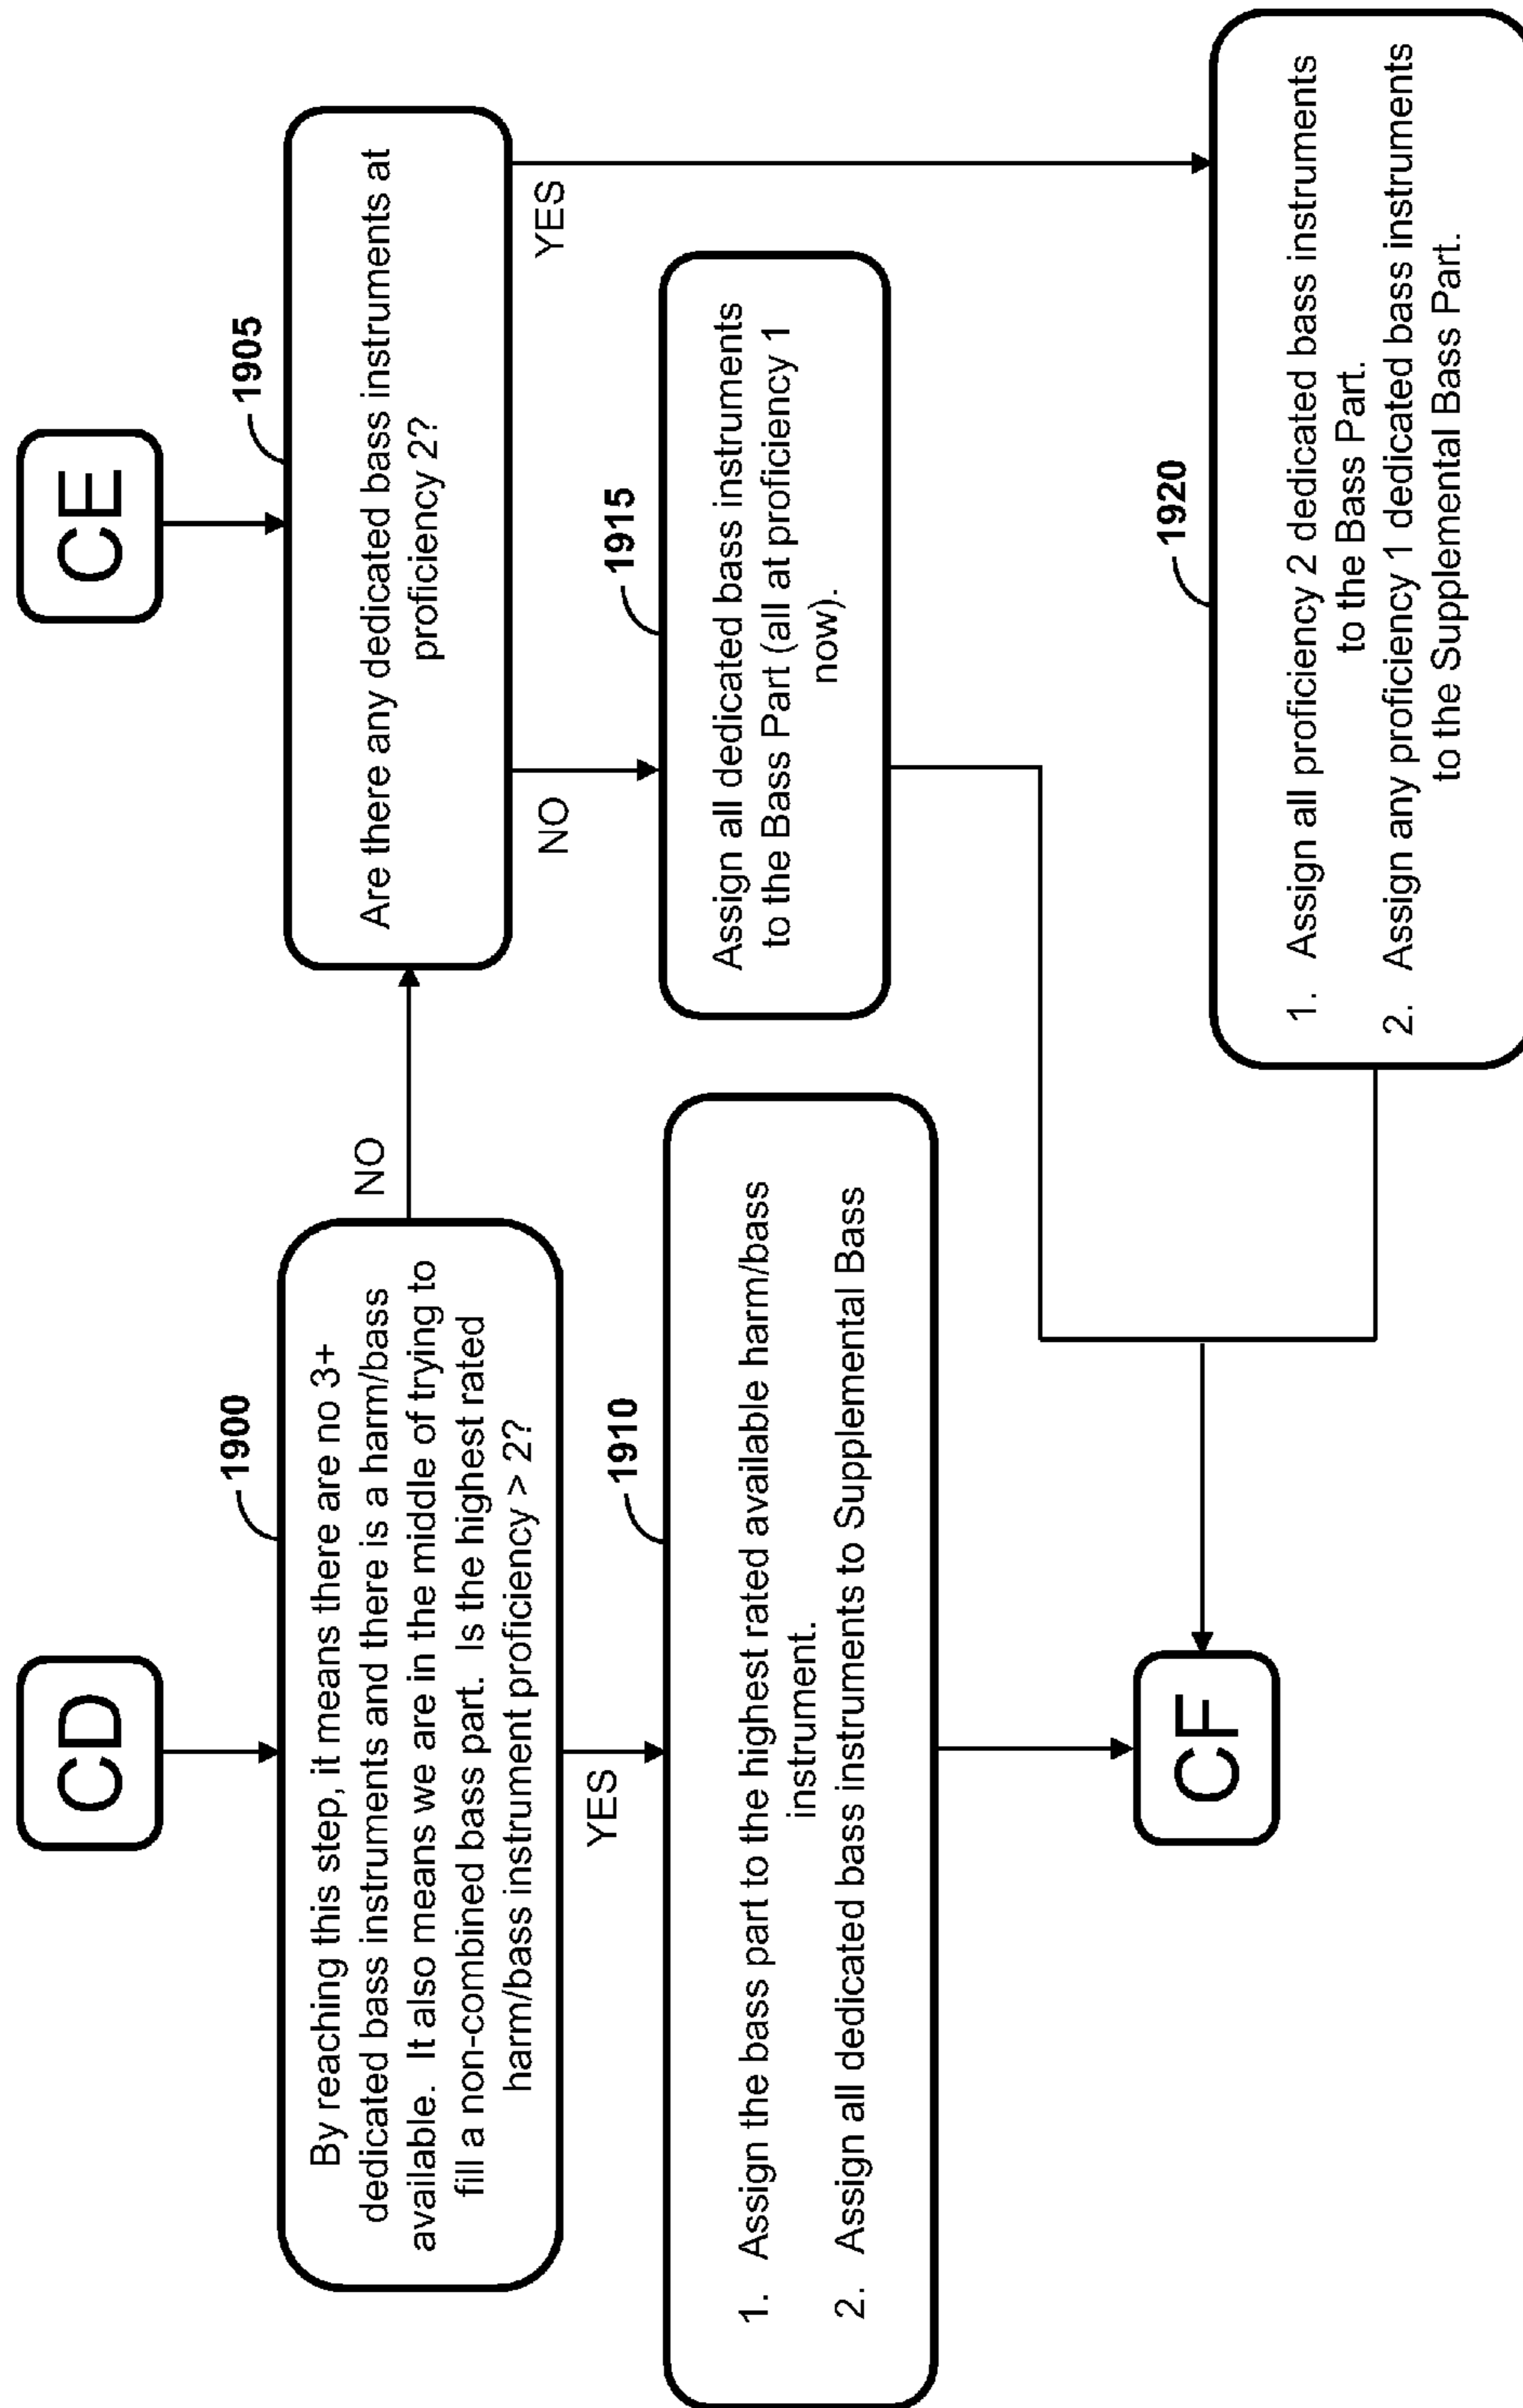 CD
1900
By reaching this step, it means there are no 3+
dedicated bass instruments and there is a harm/bass
available. It also means we are in the middle of trying to
fill a non-combined bass part. Is the highest rated
harm/bass instrument proficiency > 2?
NO
YES
1910
1. Assign the bass part to the highest rated available harm/bass
instrument.
2. Assign all dedicated bass instruments to Supplemental Bass
CF
CE
1905
Are there any dedicated bass instruments at
proficiency 2?
NO
YES
1915
Assign all dedicated bass instruments
to the Bass Part (all at proficiency 1
now).
1920
1. Assign all proficiency 2 dedicated bass instruments
to the Bass Part.
2. Assign any proficiency 1 dedicated bass instruments
to the Supplemental Bass Part.